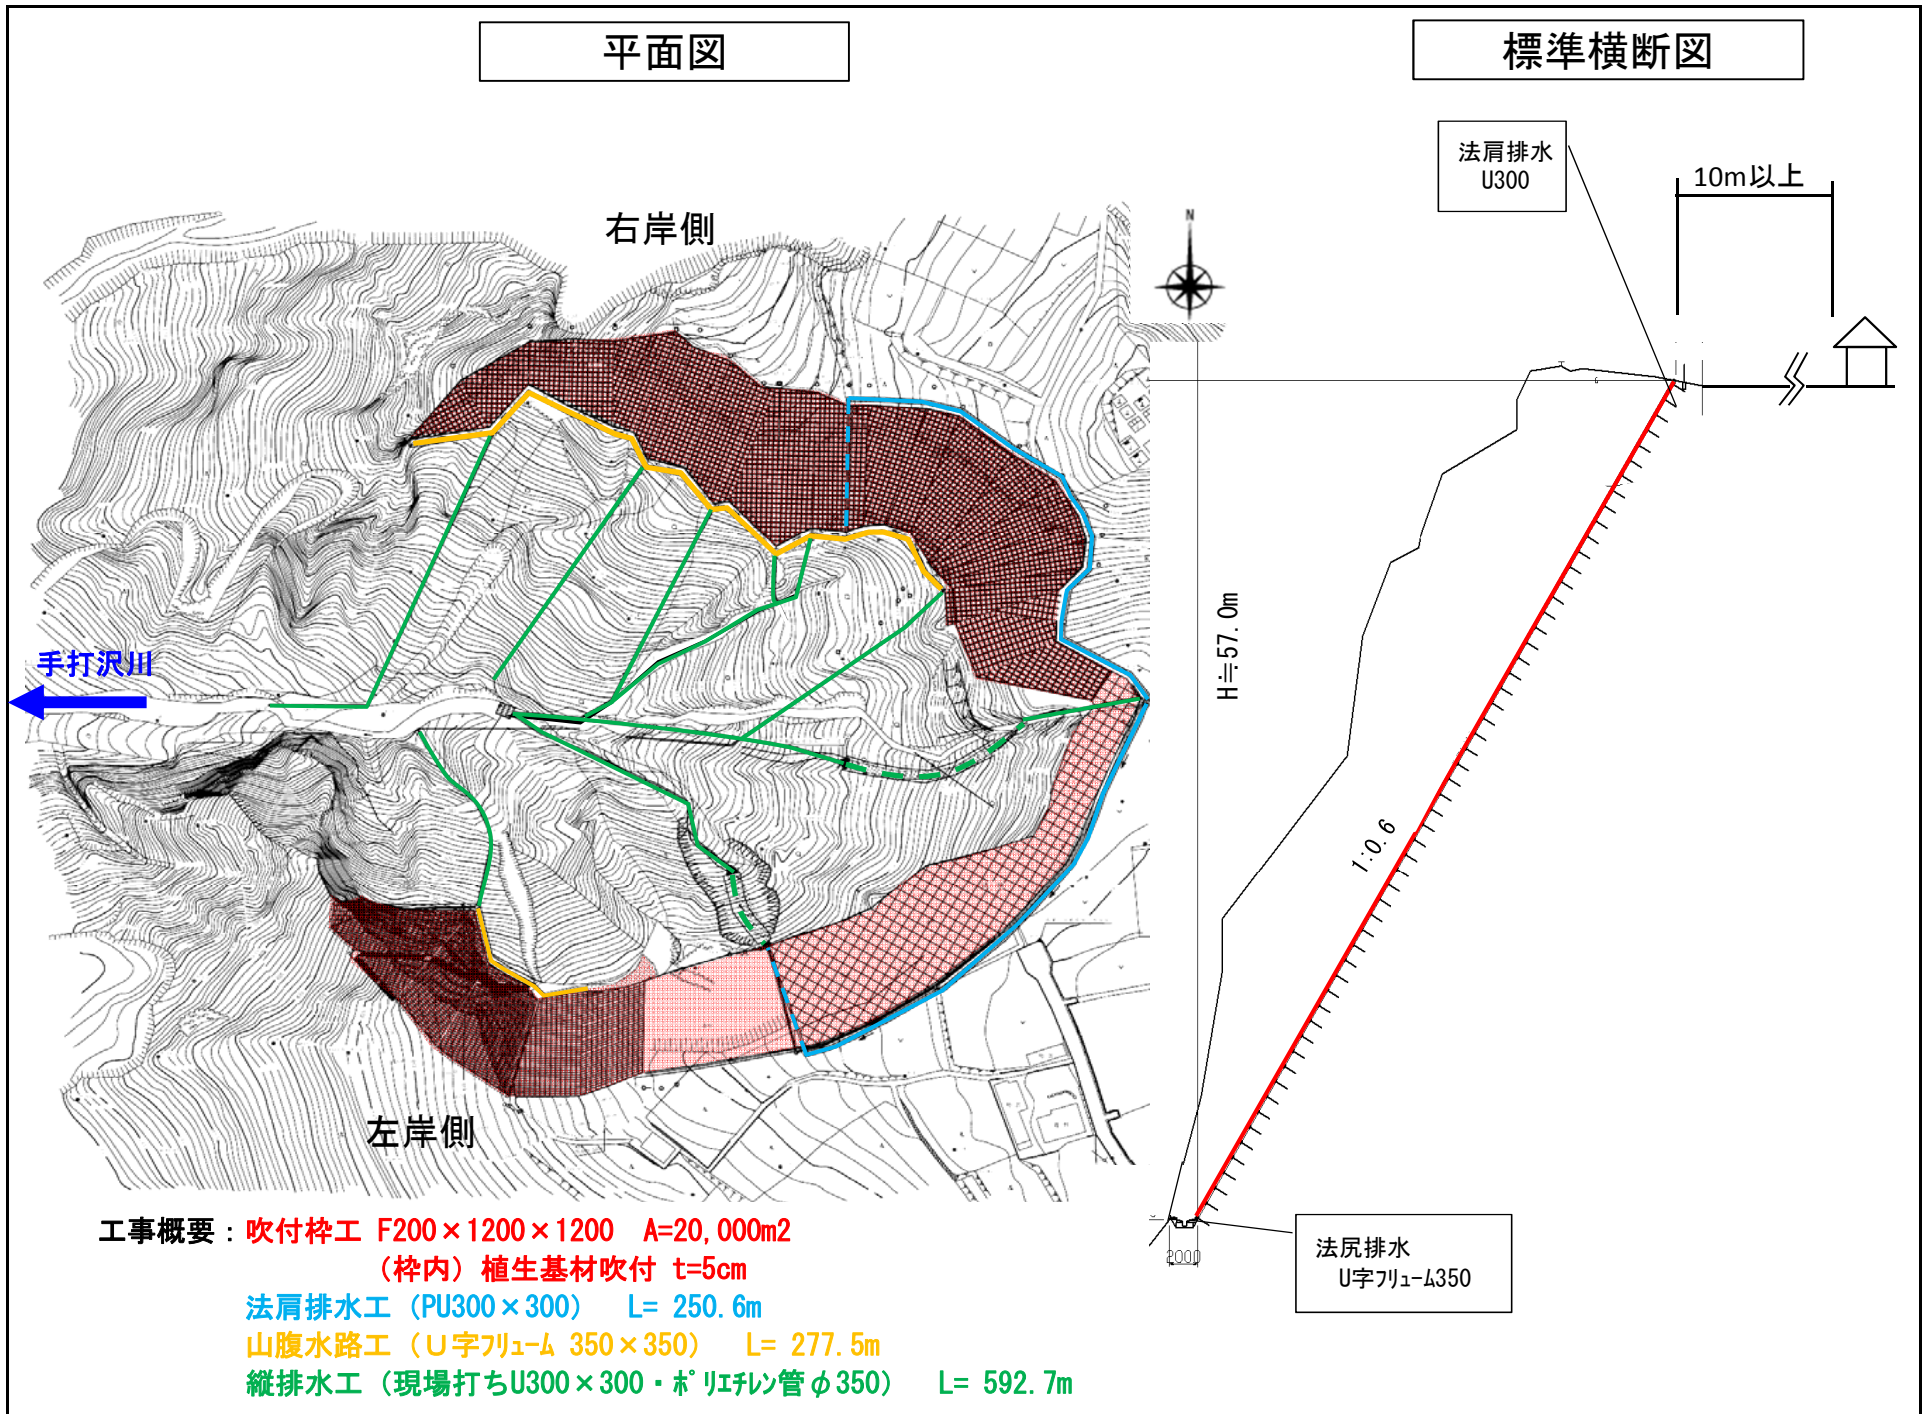 平面図
標準横断図
法肩排水
U300
10m以上
右岸側
N
手打沢川
H≒57.0m
1:0.6
左岸側
2000
法尻排水
U字フリューム350
工事概要：吹付枠工 F200×1200×1200 A=20,000m2
（枠内）植生基材吹付 t=5cm
法肩排水工（PU300×300） L= 250.6m
山腹水路工（Ｕ字フリューム 350×350） L= 277.5m
縦排水工（現場打ちU300×300・ポリエチレン管φ350） L= 592.7m